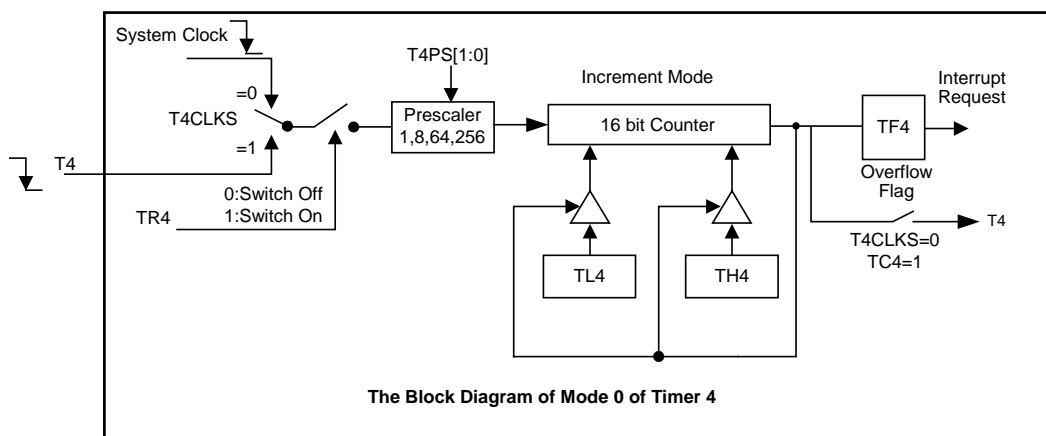 System Clock
T4PS[1:0]
Increment Mode
Interrupt
Request
=0
T4CLKS
Prescaler
1,8,64,256
16 bit Counter
TF4
=1
T4
Overflow
Flag
0:Switch Off
1:Switch On
TR4
T4
T4CLKS=0
TC4=1
TL4
TH4
The Block Diagram of Mode 0 of Timer 4